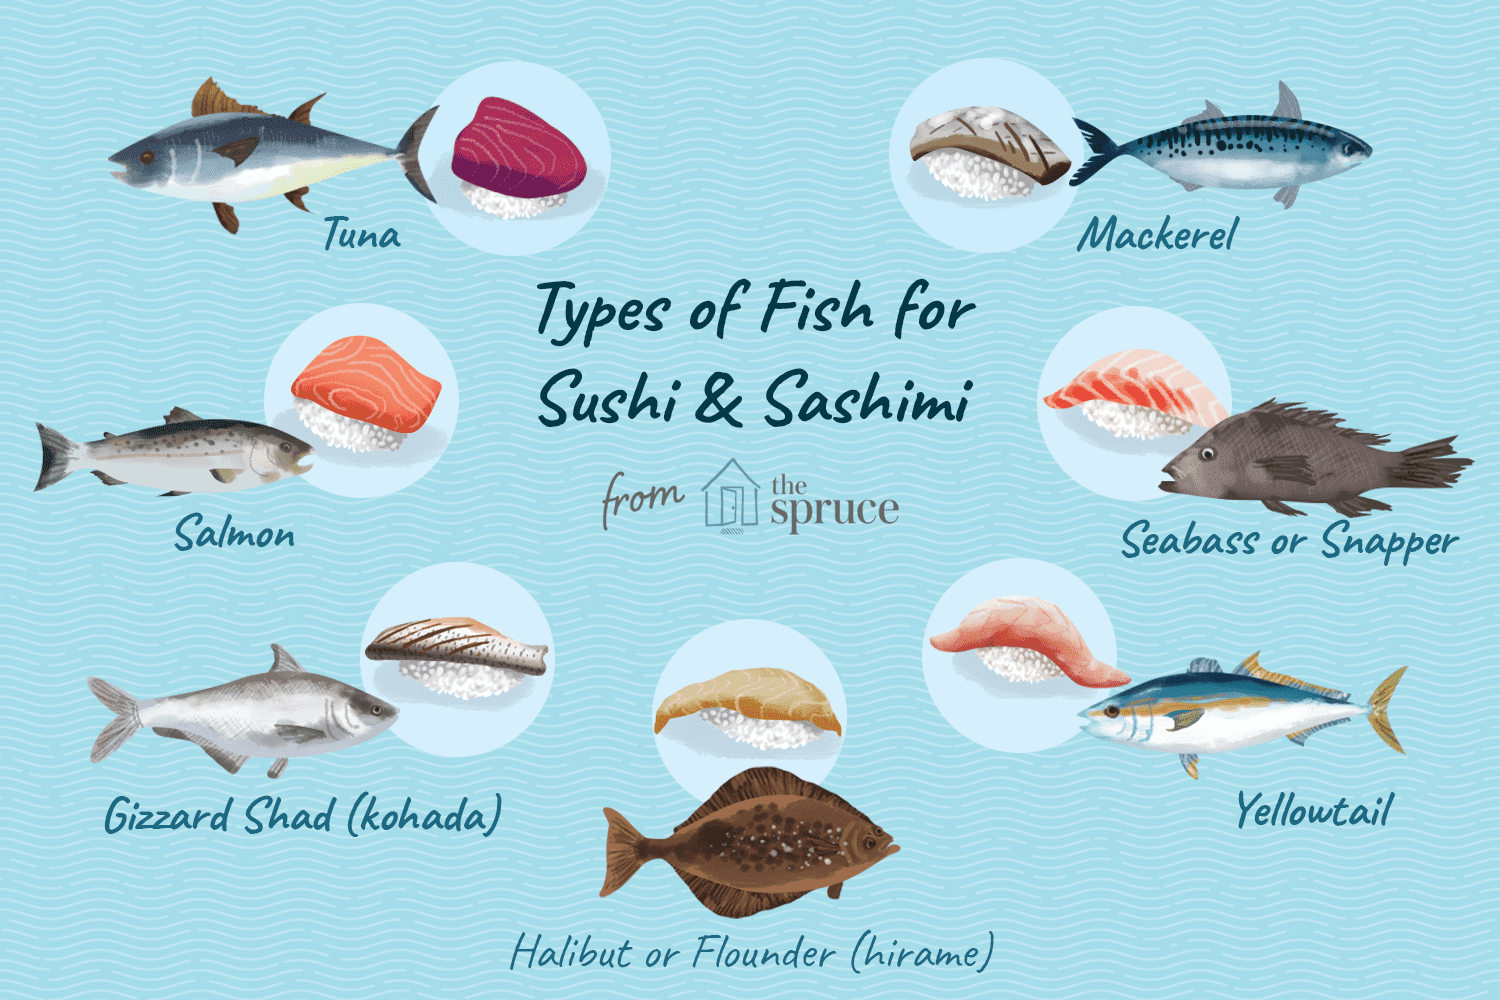 Tuna
Mackerel
Types of Fish for
Sushi & Sashimi
from the spruce
Salmon
Seabass or Snapper
Gizzard Shad (kohada)
Yellowtail
Halibut or Flounder (hirame)